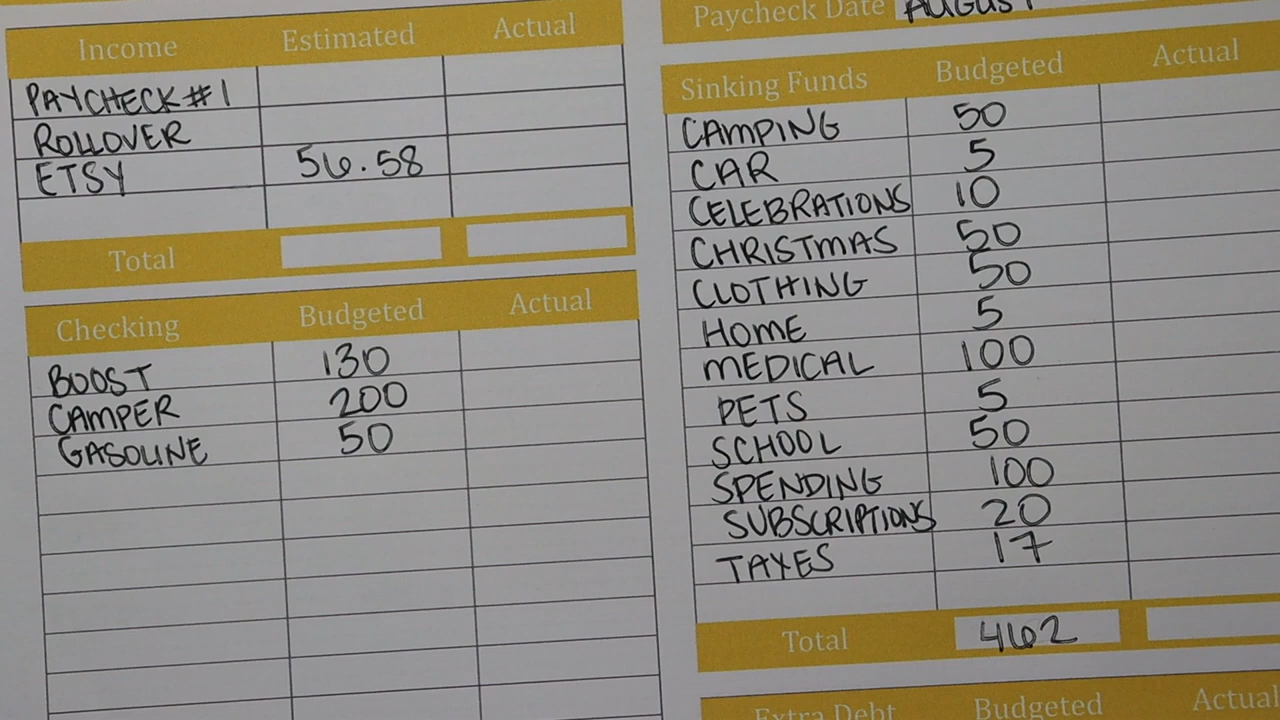 Income Estimated Actual
PAYCHECK #1
ROLLOVER
ETSY 56.58
Total
Checking Budgeted Actual
BOOST 130
CAMPER 200
GASOLINE 50
Paycheck Date AUGUST
Sinking Funds Budgeted Actual
CAMPING 50
CAR 5
CELEBRATIONS 10
CHRISTMAS 50
CLOTHING 50
HOME 5
MEDICAL 100
PETS 5
SCHOOL 50
SPENDING 100
SUBSCRIPTIONS 20
TAXES 17
Total 462
Extra Debt Budgeted Actual